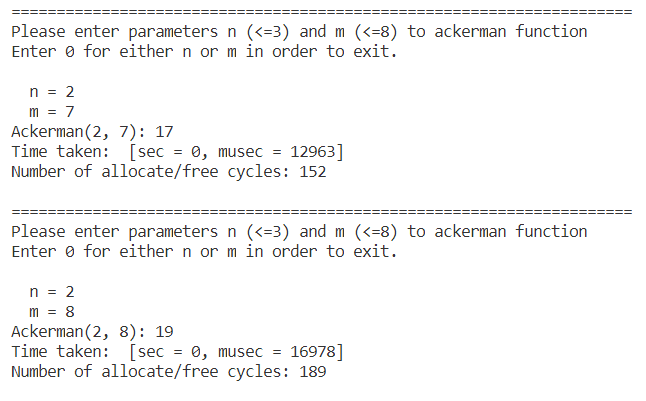 =====================================================================
Please enter parameters n (<=3) and m (<=8) to ackerman function
Enter 0 for either n or m in order to exit.
n = 2
m = 7
Ackerman(2, 7): 17
Time taken:  [sec = 0, musec = 12963]
Number of allocate/free cycles: 152
=====================================================================
Please enter parameters n (<=3) and m (<=8) to ackerman function
Enter 0 for either n or m in order to exit.
n = 2
m = 8
Ackerman(2, 8): 19
Time taken:  [sec = 0, musec = 16978]
Number of allocate/free cycles: 189